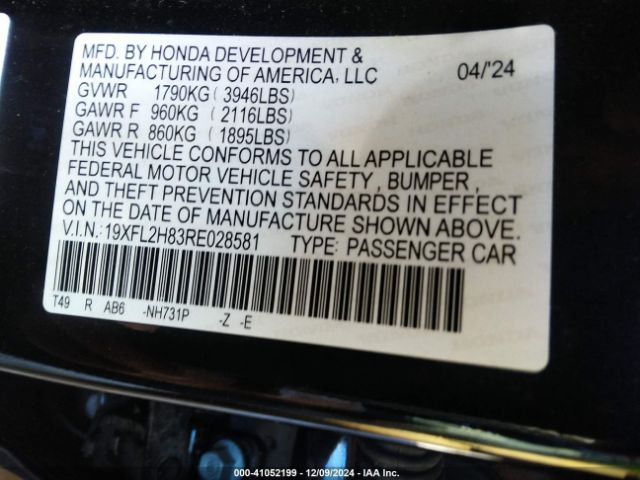 MFD. BY HONDA DEVELOPMENT &
MANUFACTURING OF AMERICA, LLC 04/'24
GVWR 1790KG (3946LBS)
GAWR F 960KG (2116LBS)
GAWR R 860KG (1895LBS)
THIS VEHICLE CONFORMS TO ALL APPLICABLE
FEDERAL MOTOR VEHICLE SAFETY, BUMPER,
AND THEFT PREVENTION STANDARDS IN EFFECT
ON THE DATE OF MANUFACTURE SHOWN ABOVE.
V.I.N.:19XFL2H83RE028581 TYPE: PASSENGER CAR
T49 R AB6 -NH731P -Z -E
000-41052199 — 12/09/2024 — IAA Inc.